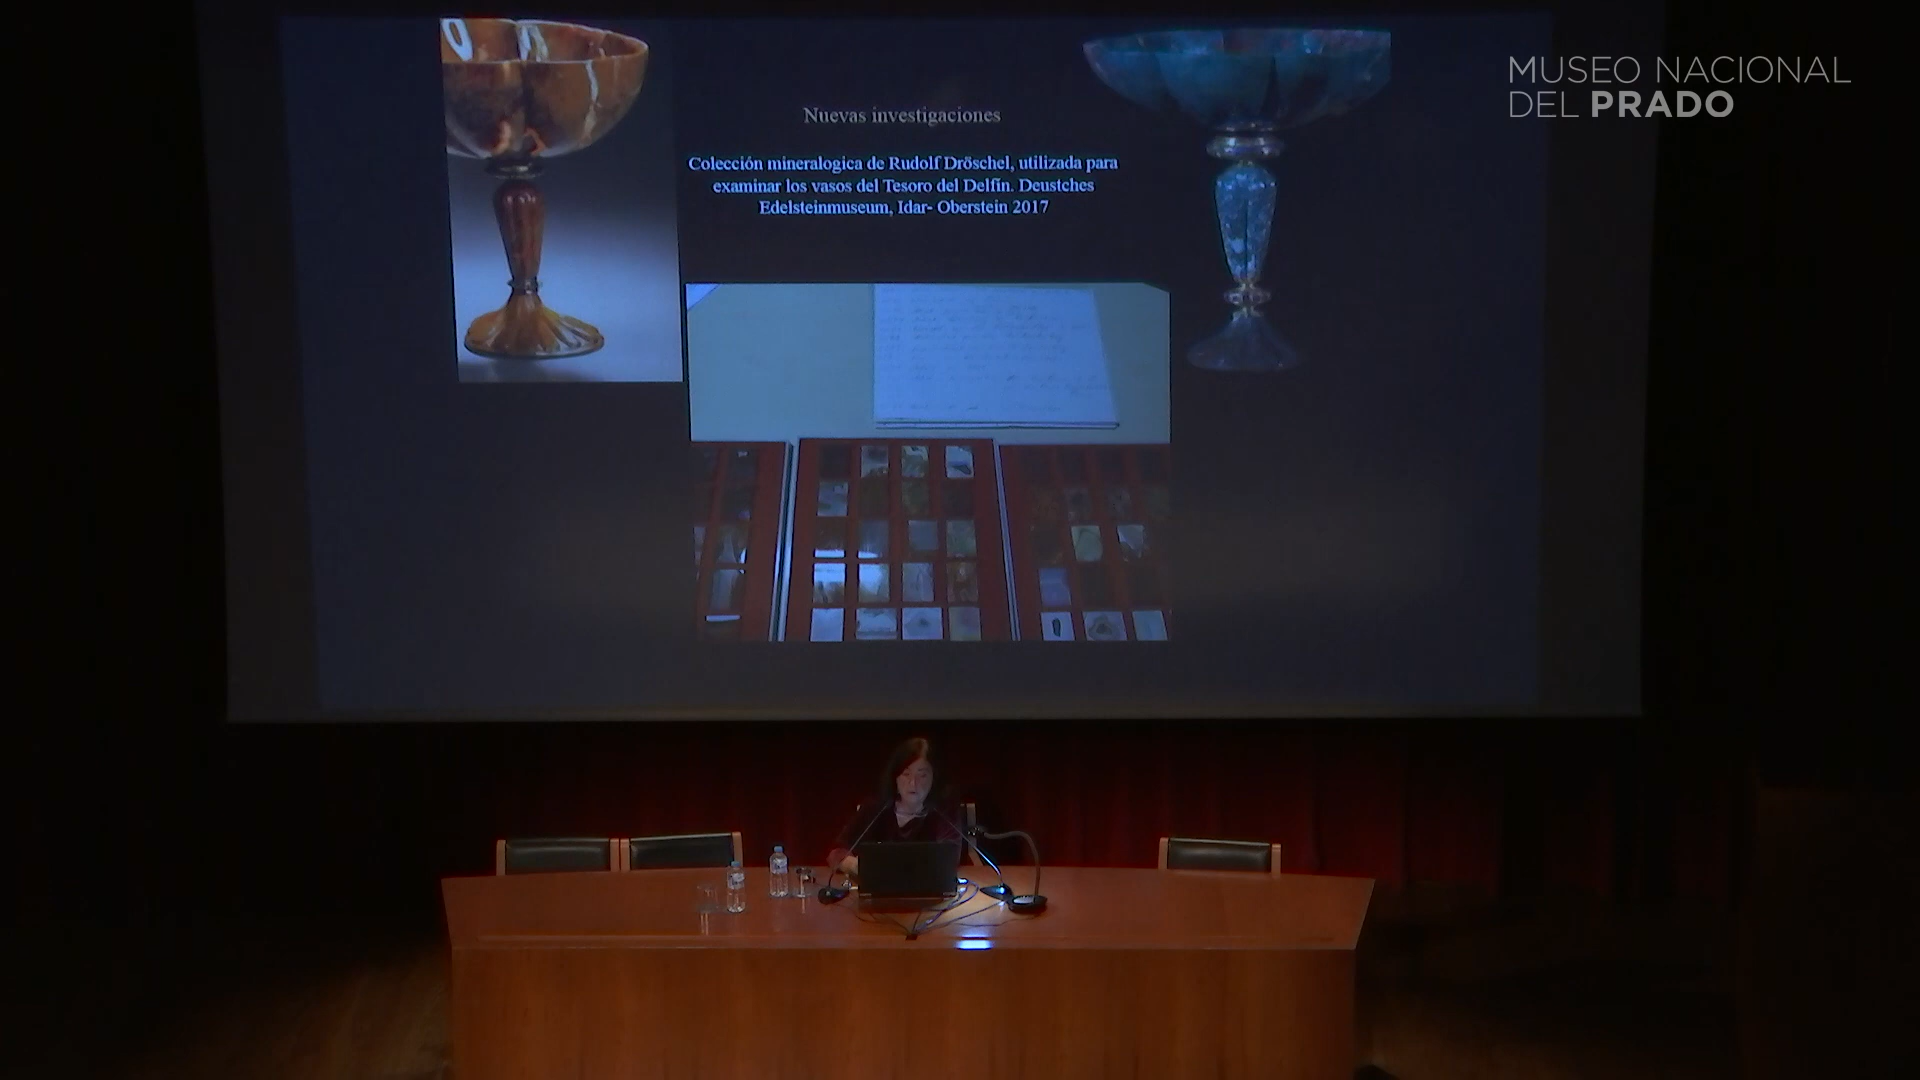 MUSEO NACIONAL
DEL PRADO
Nuevas investigaciones
Colección mineralogica de Rudolf Dröschel, utilizada para
examinar los vasos del Tesoro del Delfín. Deustches
Edelsteinmuseum, Idar- Oberstein 2017